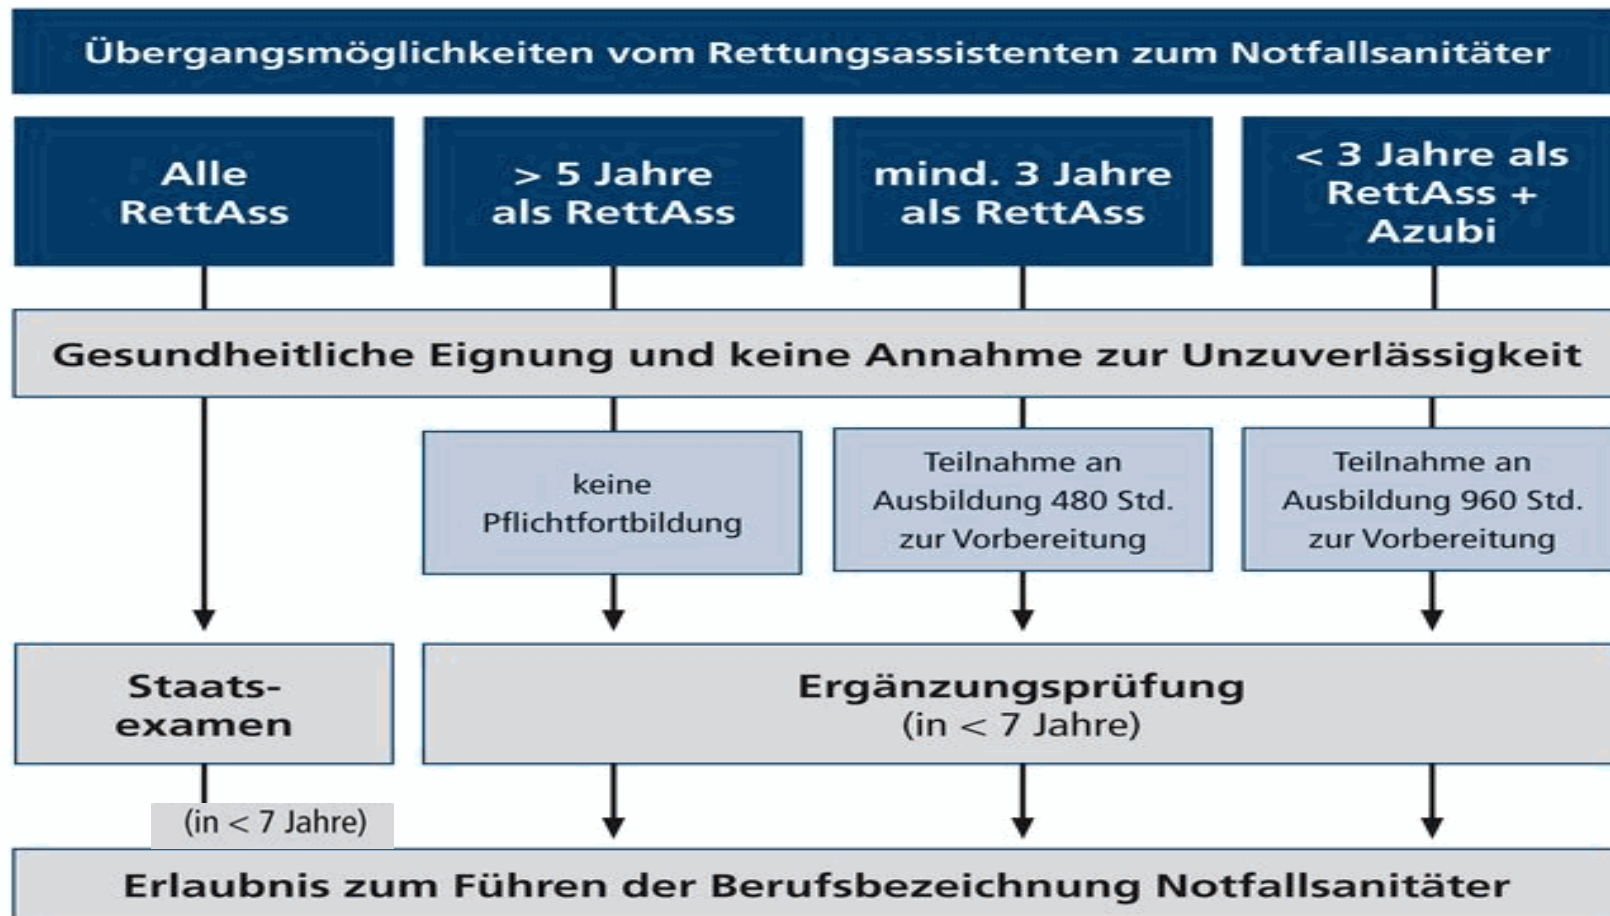 Übergangsmöglichkeiten vom Rettungsassistenten zum Notfallsanitäter
Alle
RettAss
> 5 Jahre
als RettAss
mind. 3 Jahre
als RettAss
< 3 Jahre als
RettAss +
Azubi
Gesundheitliche Eignung und keine Annahme zur Unzuverlässigkeit
keine
Pflichtfortbildung
Teilnahme an
Ausbildung 480 Std.
zur Vorbereitung
Teilnahme an
Ausbildung 960 Std.
zur Vorbereitung
Staats-
examen
Ergänzungsprüfung
(in < 7 Jahre)
(in < 7 Jahre)
Erlaubnis zum Führen der Berufsbezeichnung Notfallsanitäter